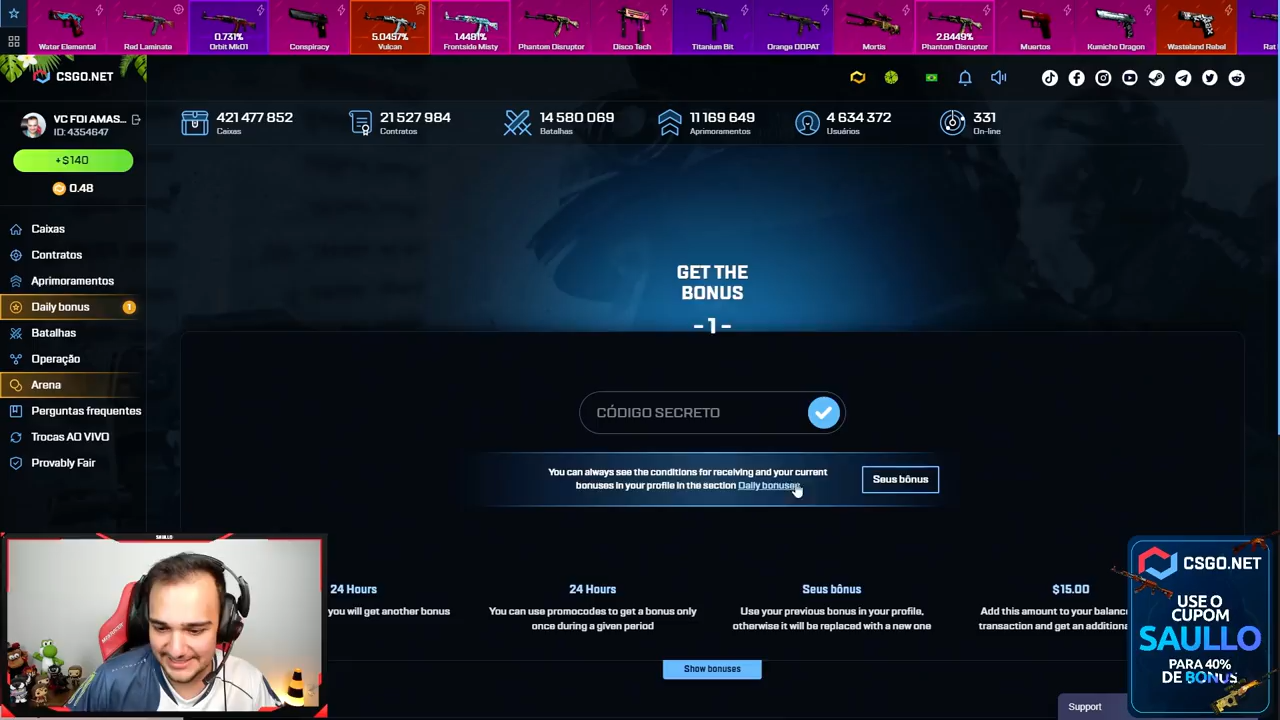 Water Elemental
Red Laminate
0.731%
Orbit Mk01
Conspiracy
5.0457%
Vulcan
1.4481%
Frontside Misty
Phantom Disruptor
Disco Tech
Titanium Bit
Orange DDPAT
Mortis
2.8449%
Phantom Disruptor
Muertos
Kumicho Dragon
Wasteland Rebel
Rat
CSGO.NET
VC FOI AMAS...
ID: 4354647
+$140
0.48
421 477 852
Caixas
21 527 984
Contratos
14 580 069
Batalhas
11 169 649
Aprimoramentos
4 634 372
Usuários
331
On-line
Caixas
Contratos
Aprimoramentos
Daily bonus
1
Batalhas
Operação
Arena
Perguntas frequentes
Trocas AO VIVO
Provably Fair
GET THE
BONUS
- 1 -
CÓDIGO SECRETO
You can always see the conditions for receiving and your current
bonuses in your profile in the section Daily bonuses
Seus bônus
24 Hours
you will get another bonus
24 Hours
You can use promocodes to get a bonus only
once during a given period
Seus bônus
Use your previous bonus in your profile,
otherwise it will be replaced with a new one
$15.00
Add this amount to your balanc
transaction and get an additiona
Show bonuses
Support
SAULLO
CSGO.NET
USE O
CUPOM
SAULLO
PARA 40%
DE BONUS